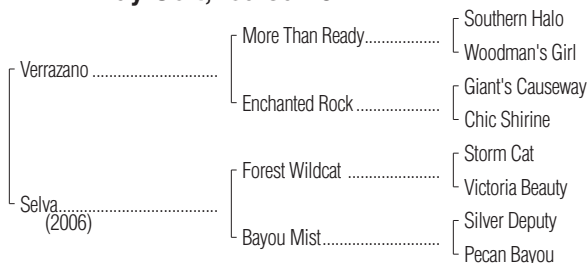 More Than Ready
Southern Halo
Woodman's Girl
Verrazano
Enchanted Rock
Giant's Causeway
Chic Shirine
Forest Wildcat
Storm Cat
Victoria Beauty
Selva
(2006)
Bayou Mist
Silver Deputy
Pecan Bayou